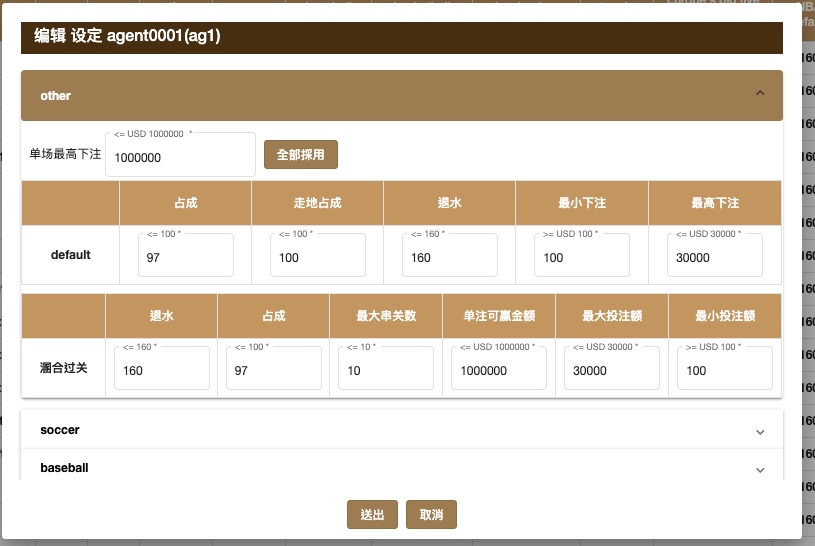 编辑 设定 agent0001(ag1)
other
单场最高下注
<= USD 1000000 *
1000000
全部採用
占成 走地占成 退水 最小下注 最高下注
<= 100 * <= 100 * <= 160 * >= USD 100 * <= USD 30000 *
default 97 100 160 100 30000
退水 占成 最大串关数 单注可赢金额 最大投注额 最小投注额
<= 160 * <= 100 * <= 10 * <= USD 1000000 * <= USD 30000 * >= USD 100 *
溷合过关 160 97 10 1000000 30000 100
soccer
baseball
送出 取消